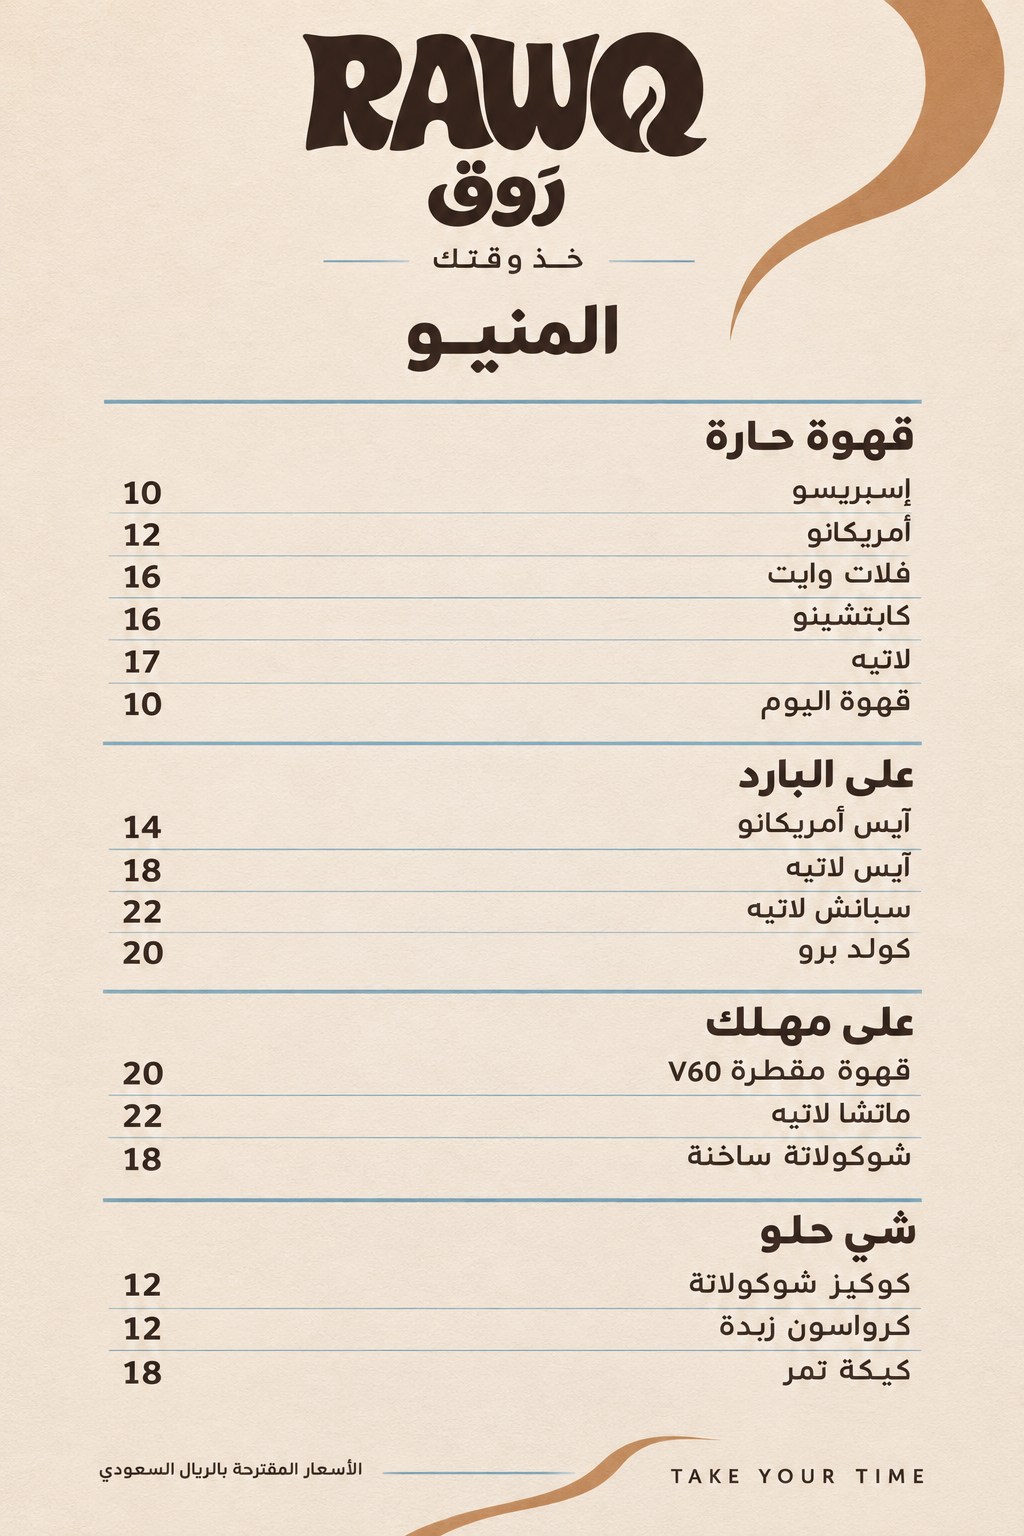 RAWQ
رَوق
خذ وقتك
المنيو
قهوة حارة
إسبريسو 10
أمريكانو 12
فلات وايت 16
كابتشينو 16
لاتيه 17
قهوة اليوم 10
على البارد
آيس أمريكانو 14
آيس لاتيه 18
سبانش لاتيه 22
كولد برو 20
على مهلك
قهوة مقطرة V60 20
ماتشا لاتيه 22
شوكولاتة ساخنة 18
شي حلو
كوكيز شوكولاتة 12
كرواسون زبدة 12
كيكة تمر 18
TAKE YOUR TIME
الأسعار المقترحة بالريال السعودي